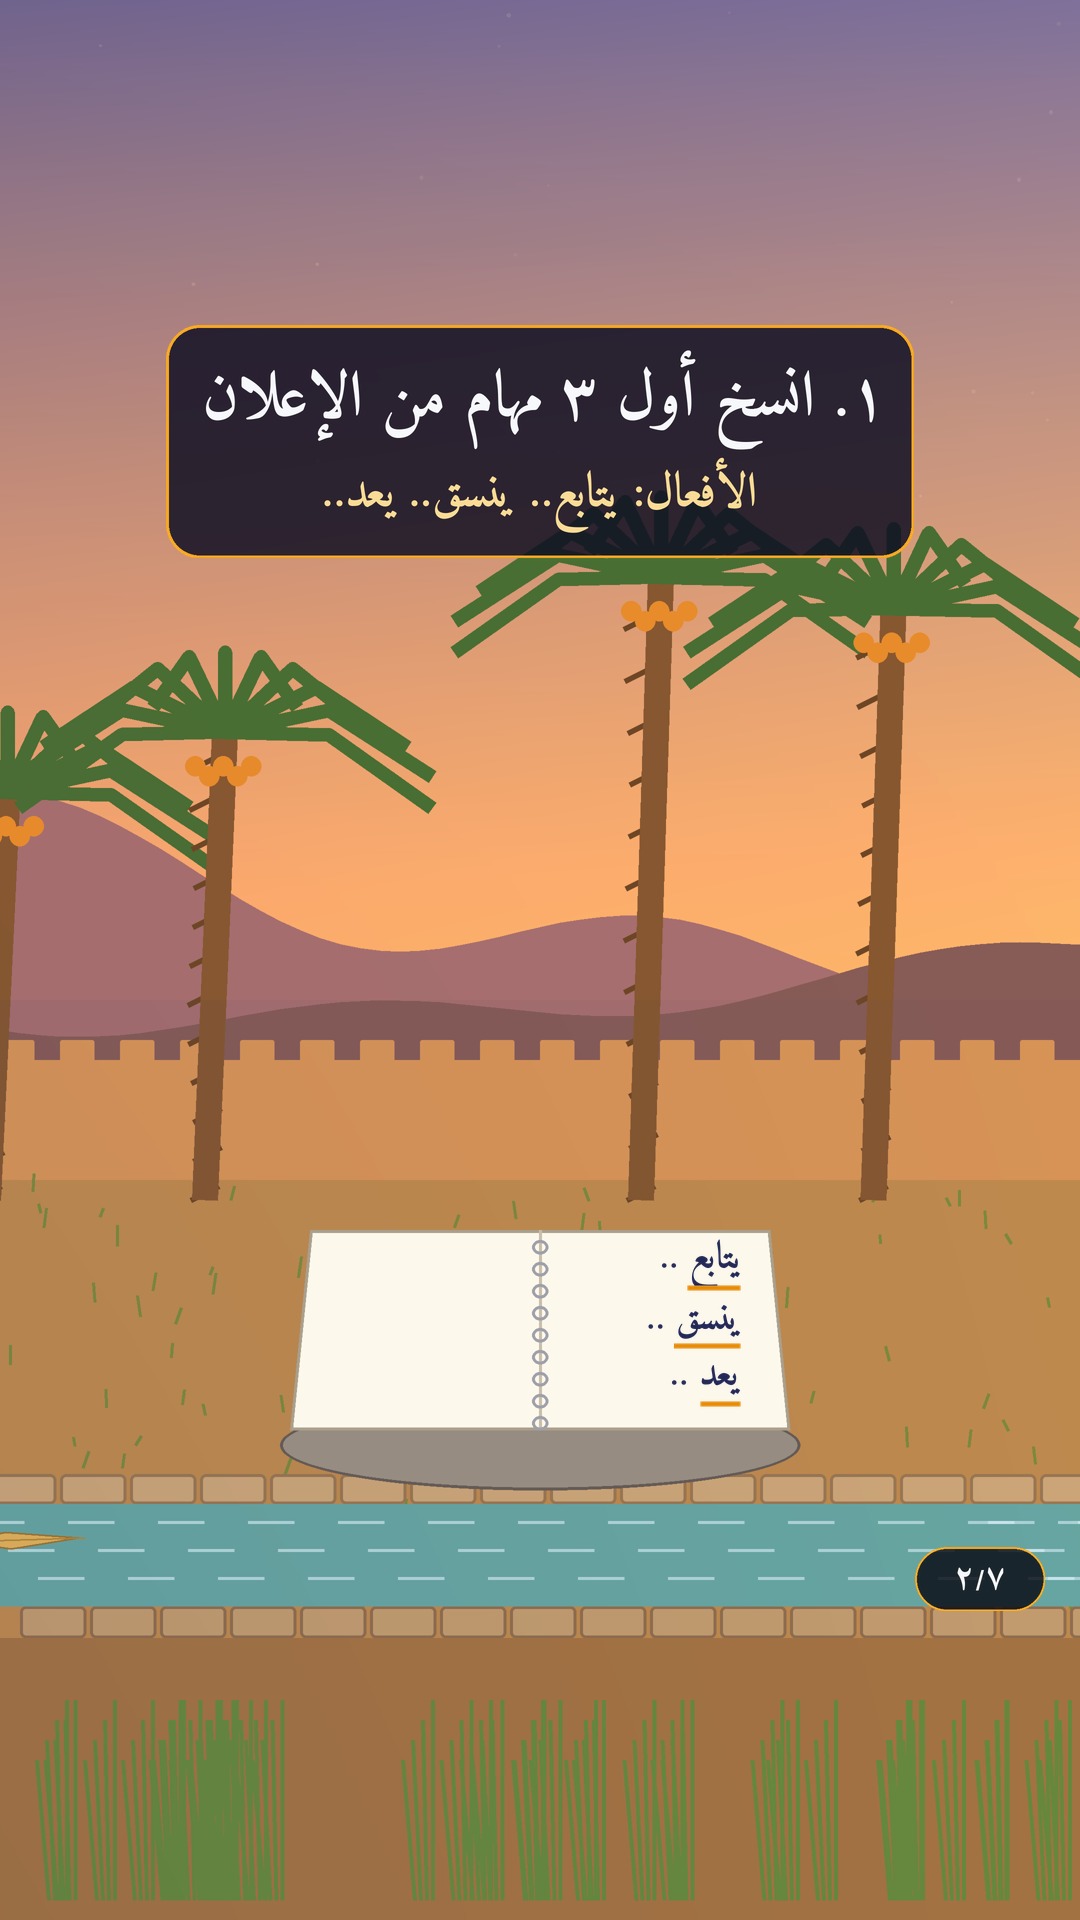 ١. انسخ أول ٣ مهام من الإعلان
الأفعال: يتابع.. ينسق.. يعد..
يتابع ..
ينسق ..
يعد ..
٢/٧